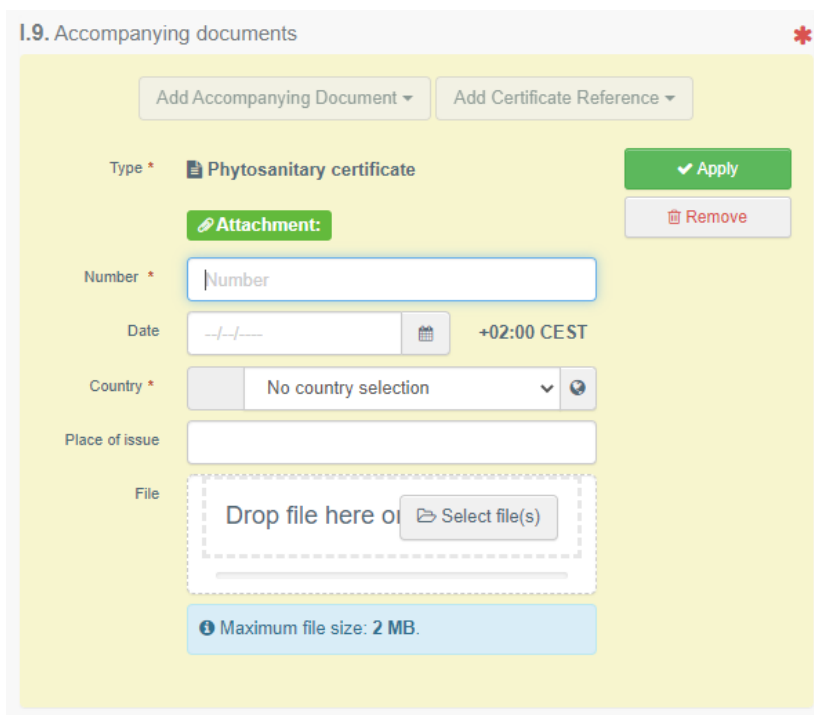 I.9. Accompanying documents *
Add Accompanying Document Add Certificate Reference
Type * Phytosanitary certificate Apply
Attachment: Remove
Number * Number
Date --/--/---- +02:00 CEST
Country * No country selection
Place of issue
File
Drop file here or Select file(s)
Maximum file size: 2 MB.